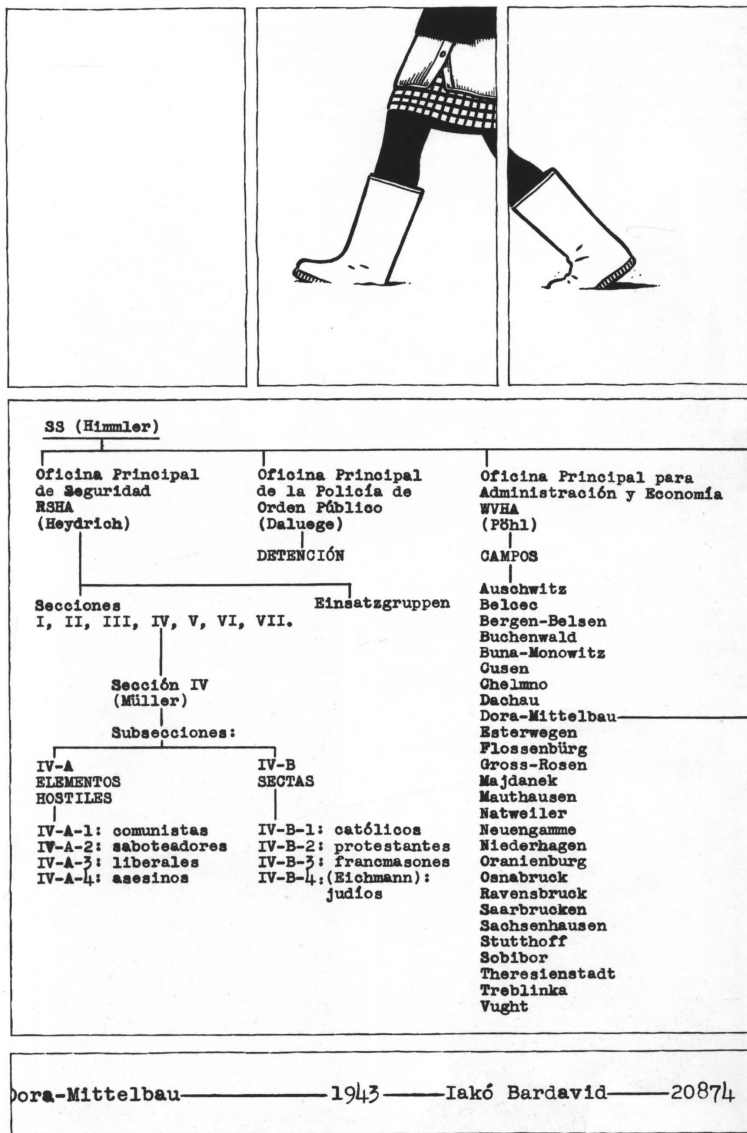 SS (Himmler)
Oficina Principal
de Seguridad
RSHA
(Heydrich)
Oficina Principal
de la Policía de
Orden Público
(Daluege)
DETENCIÓN
Oficina Principal para
Administración y Economía
WVHA
(Pöhl)
CAMPOS
Secciones
I, II, III, IV, V, VI, VII.
Einsatzgruppen
Sección IV
(Müller)
Subsecciones:
IV-A
ELEMENTOS
HOSTILES
IV-A-1: comunistas
IV-A-2: saboteadores
IV-A-3: liberales
IV-A-4: asesinos
IV-B
SECTAS
IV-B-1: católicos
IV-B-2: protestantes
IV-B-3: francmasones
IV-B-4:(Eichmann):
judíos
Auschwitz
Belcec
Bergen-Belsen
Buchenwald
Buna-Monowitz
Gusen
Chelmno
Dachau
Dora-Mittelbau
Esterwegen
Flossenbürg
Gross-Rosen
Majdanek
Mauthausen
Natweiler
Neuengamme
Niederhagen
Oranienburg
Osnabruck
Ravensbruck
Saarbrucken
Sachsenhausen
Stutthoff
Sobibor
Theresienstadt
Treblinka
Vught
Dora-Mittelbau 1943 Iakó Bardavid 20874